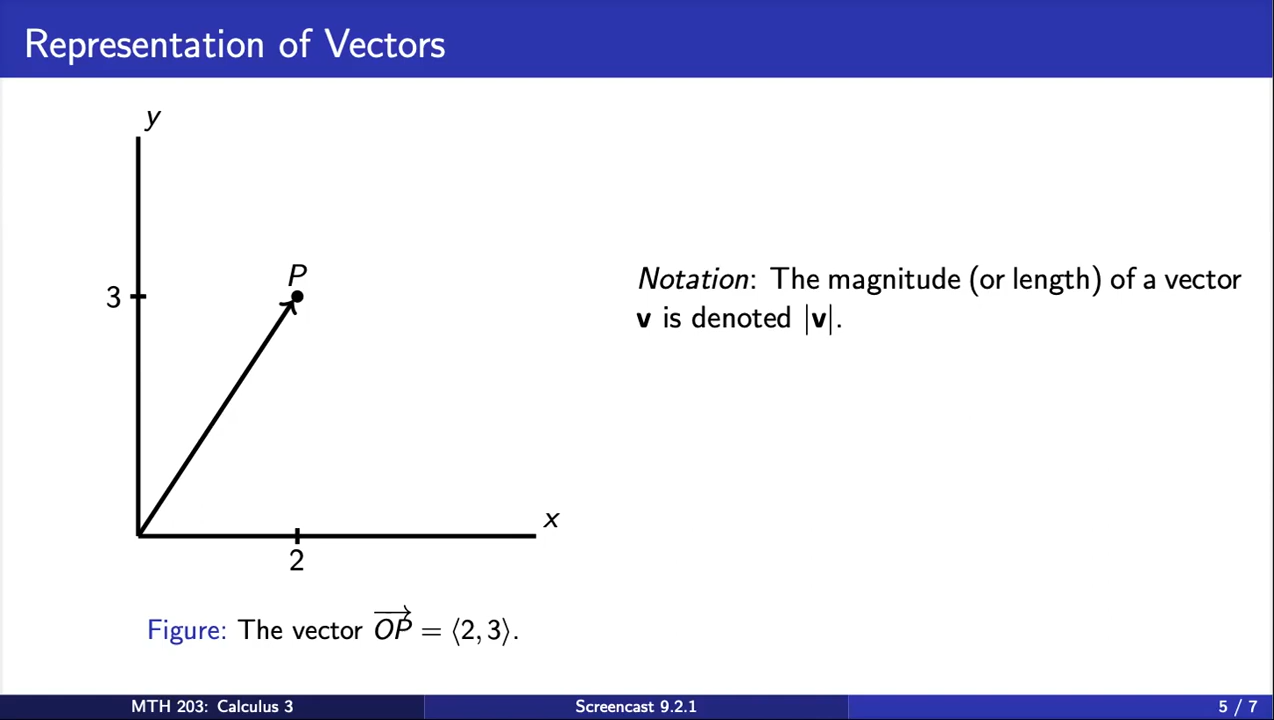 Representation of Vectors
y
P
3
x
2
Notation: The magnitude (or length) of a vector
v is denoted |v|.
Figure: The vector \overrightarrow{OP} = ⟨2, 3⟩.
MTH 203: Calculus 3
Screencast 9.2.1
5 / 7